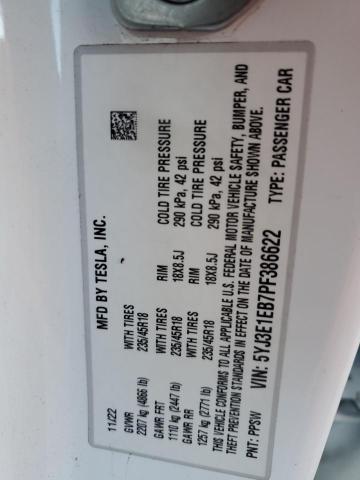 MFD BY TESLA, INC.
11/22
GVWR
2207 kg (4866 lb)
GAWR FRT WITH TIRES RIM COLD TIRE PRESSURE
1110 kg (2447 lb) 235/45R18 18X8.5J 290 kPa, 42 psi
GAWR RR WITH TIRES RIM COLD TIRE PRESSURE
1257 kg (2771 lb) 235/45R18 18X8.5J 290 kPa, 42 psi
THIS VEHICLE CONFORMS TO ALL APPLICABLE U.S. FEDERAL MOTOR VEHICLE SAFETY, BUMPER, AND
THEFT PREVENTION STANDARDS IN EFFECT ON THE DATE OF MANUFACTURE SHOWN ABOVE.
VIN: 5YJ3E1EB7PF386622 TYPE: PASSENGER CAR
PNT: PPSW